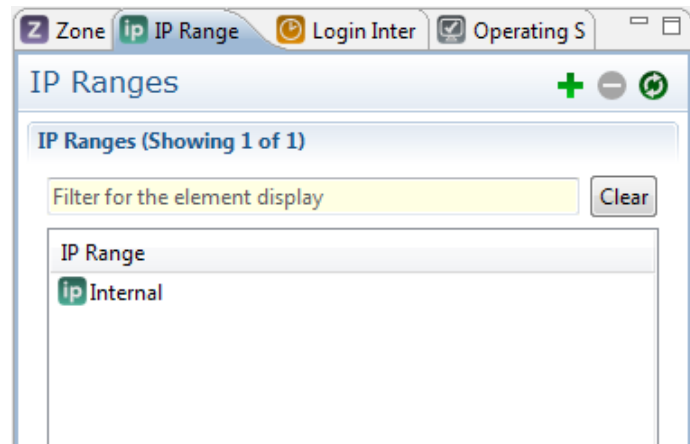 Z Zone ip IP Range Login Inter Operating S
IP Ranges
IP Ranges (Showing 1 of 1)
Filter for the element display Clear
IP Range
ip Internal